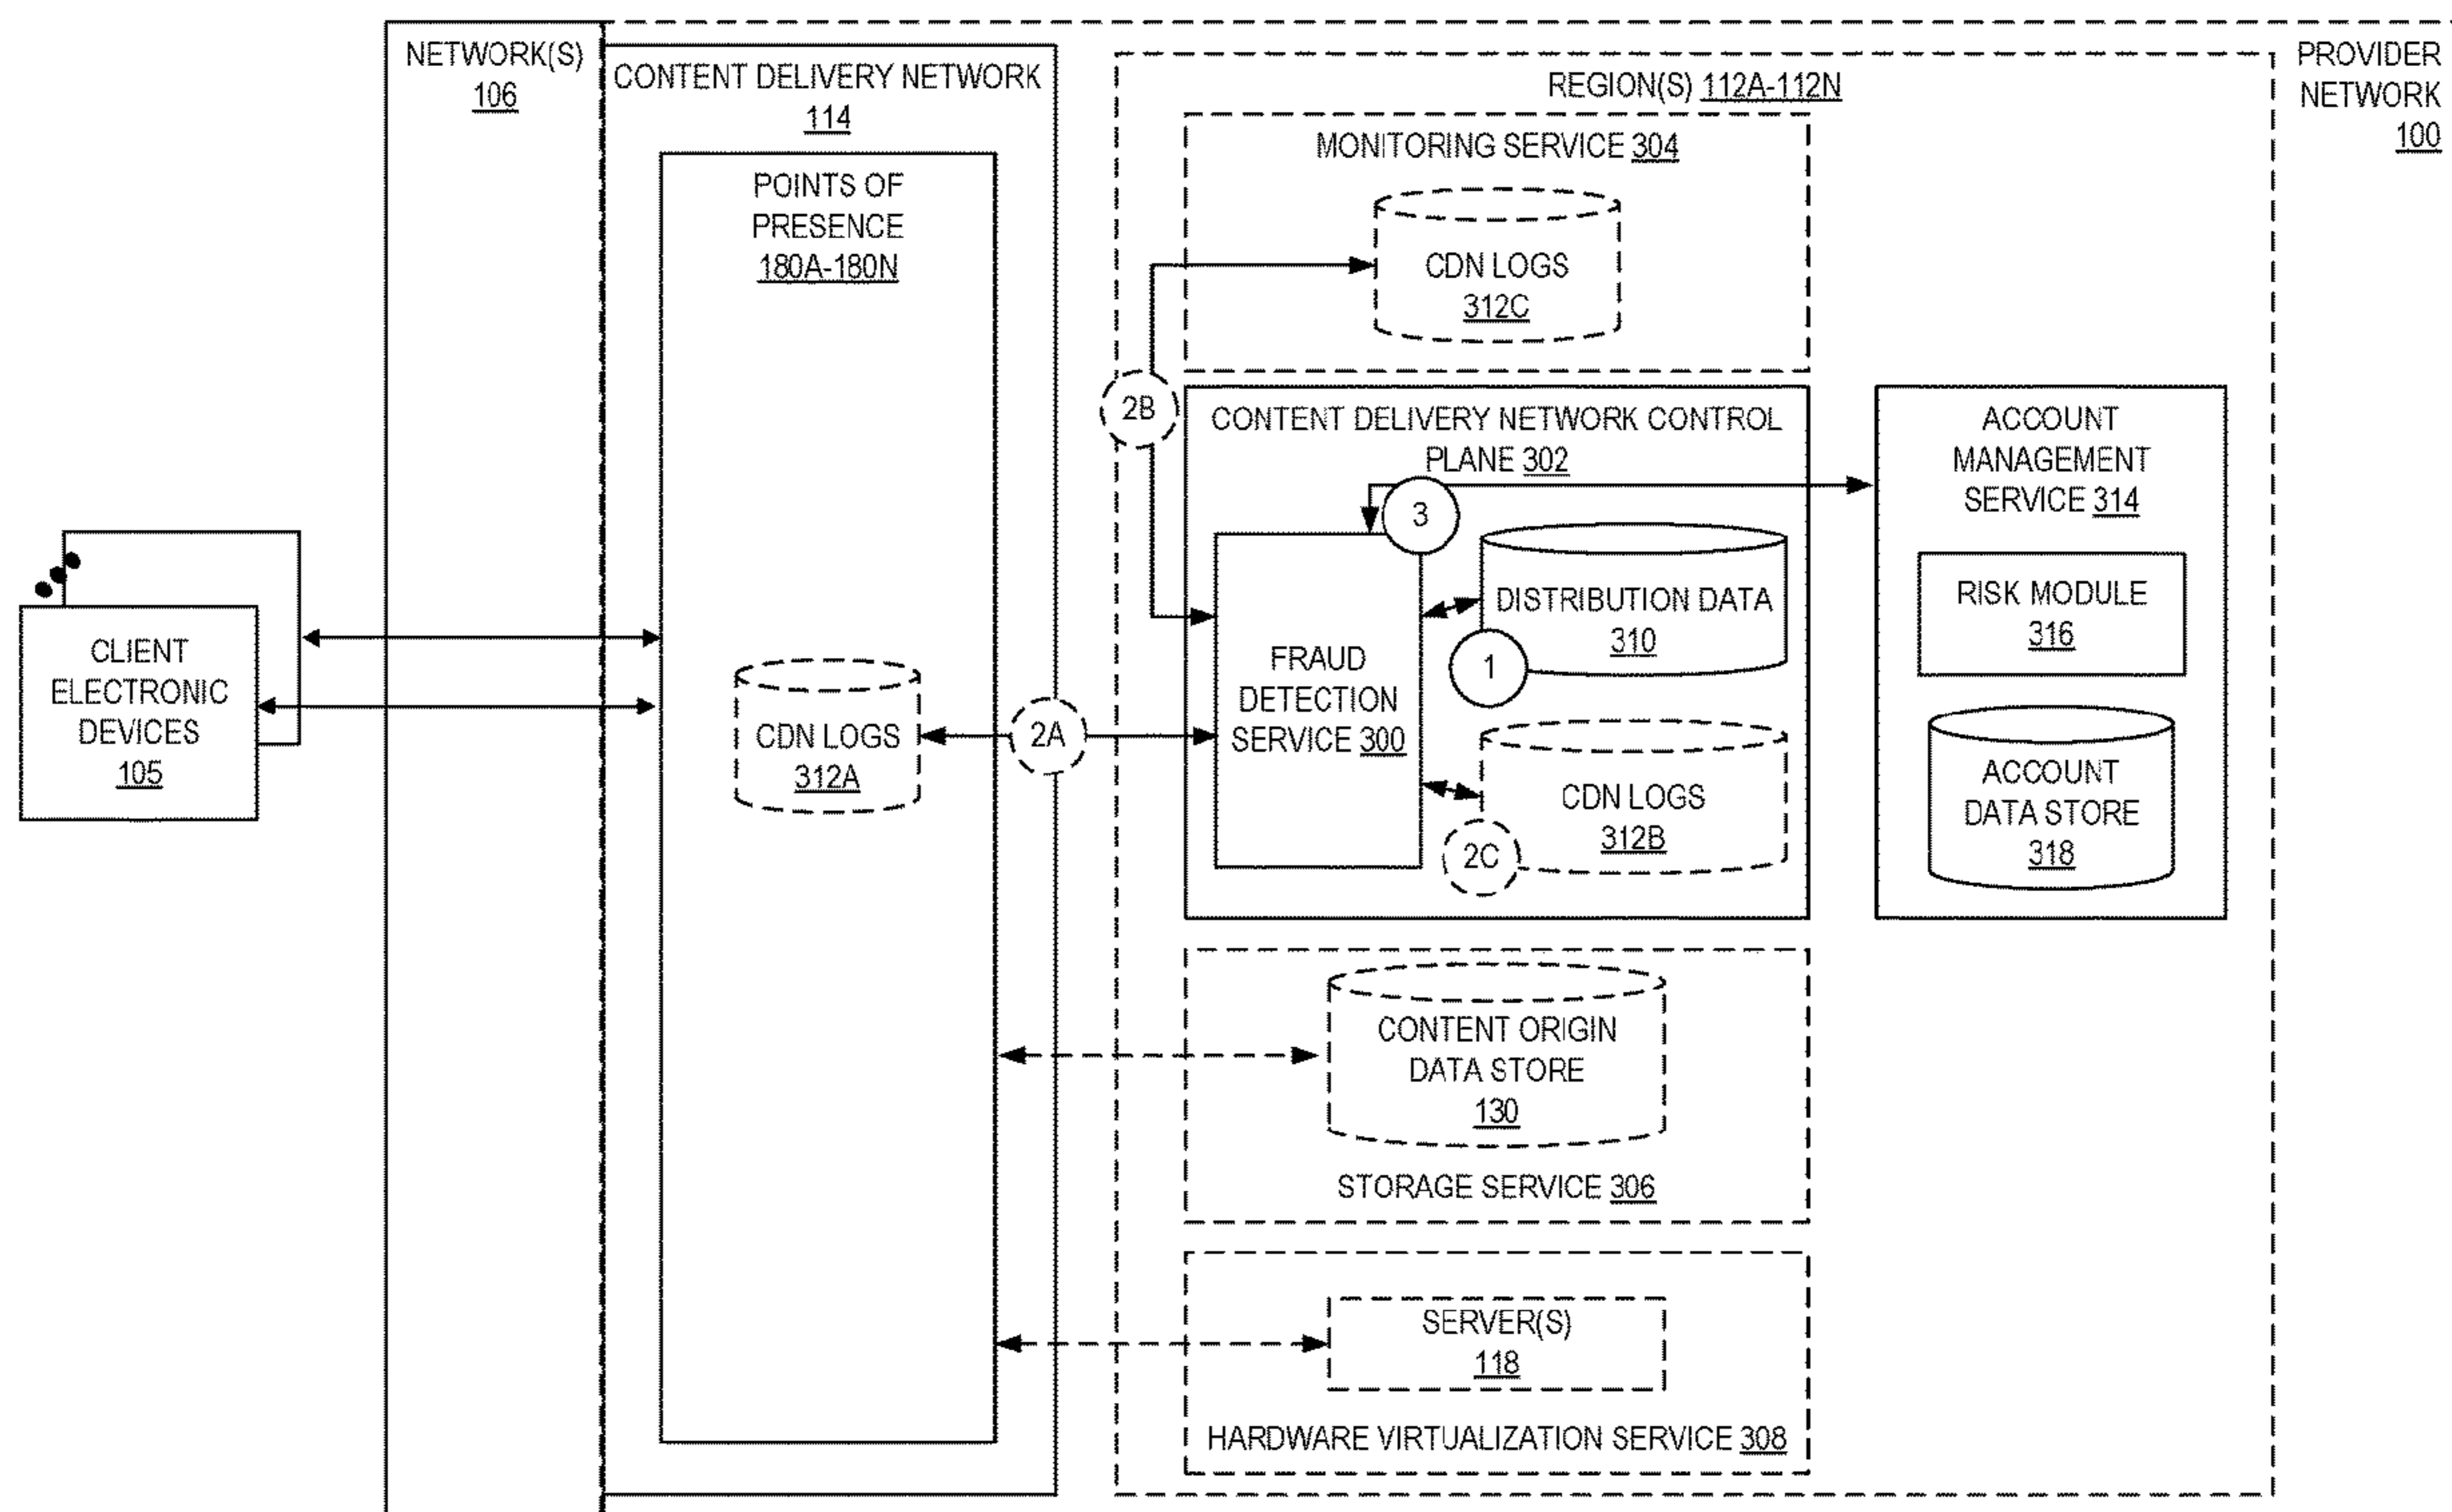 NETWORK(S)
106
CONTENT DELIVERY NETWORK
114
POINTS OF
PRESENCE
180A-180N
CDN LOGS
312A
2A
CLIENT
ELECTRONIC
DEVICES
105
PROVIDER
NETWORK
100
REGION(S) 112A-112N
MONITORING SERVICE 304
CDN LOGS
312C
2B
CONTENT DELIVERY NETWORK CONTROL
PLANE 302
3
FRAUD
DETECTION
SERVICE 300
DISTRIBUTION DATA
310
1
CDN LOGS
312B
2C
ACCOUNT
MANAGEMENT
SERVICE 314
RISK MODULE
316
ACCOUNT
DATA STORE
318
CONTENT ORIGIN
DATA STORE
130
STORAGE SERVICE 306
SERVER(S)
118
HARDWARE VIRTUALIZATION SERVICE 308